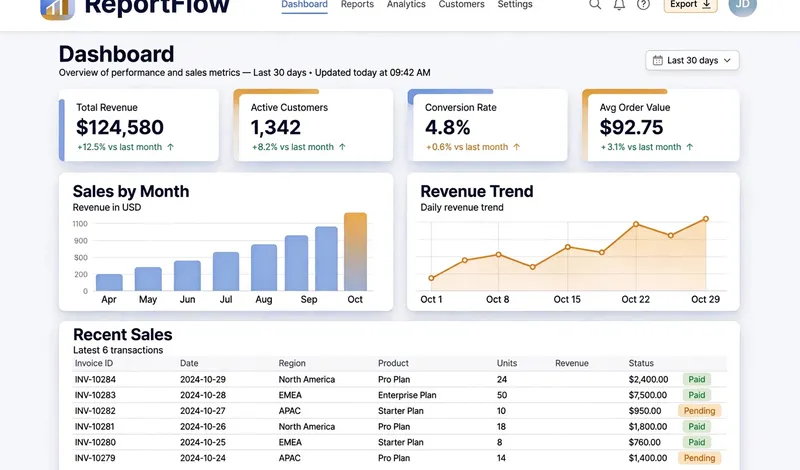 ReportFlow Dashboard Reports Analytics Customers Settings Export JD
Dashboard
Overview of performance and sales metrics — Last 30 days • Updated today at 09:42 AM
Last 30 days
Total Revenue
$124,580
+12.5% vs last month ↑
Active Customers
1,342
+8.2% vs last month ↑
Conversion Rate
4.8%
+0.6% vs last month ↑
Avg Order Value
$92.75
+3.1% vs last month ↑
Sales by Month
Revenue in USD
1100
900
500
200
0
Apr May Jun Jul Aug Sep Oct
Revenue Trend
Daily revenue trend
Oct 1 Oct 8 Oct 15 Oct 22 Oct 29
Recent Sales
Latest 6 transactions
Invoice ID Date Region Product Units Revenue Status
INV-10284 2024-10-29 North America Pro Plan 24 $2,400.00 Paid
INV-10283 2024-10-28 EMEA Enterprise Plan 50 $7,500.00 Paid
INV-10282 2024-10-27 APAC Starter Plan 10 $950.00 Pending
INV-10281 2024-10-26 North America Pro Plan 18 $1,800.00 Paid
INV-10280 2024-10-25 EMEA Starter Plan 8 $760.00 Paid
INV-10279 2024-10-24 APAC Pro Plan 14 $1,400.00 Pending